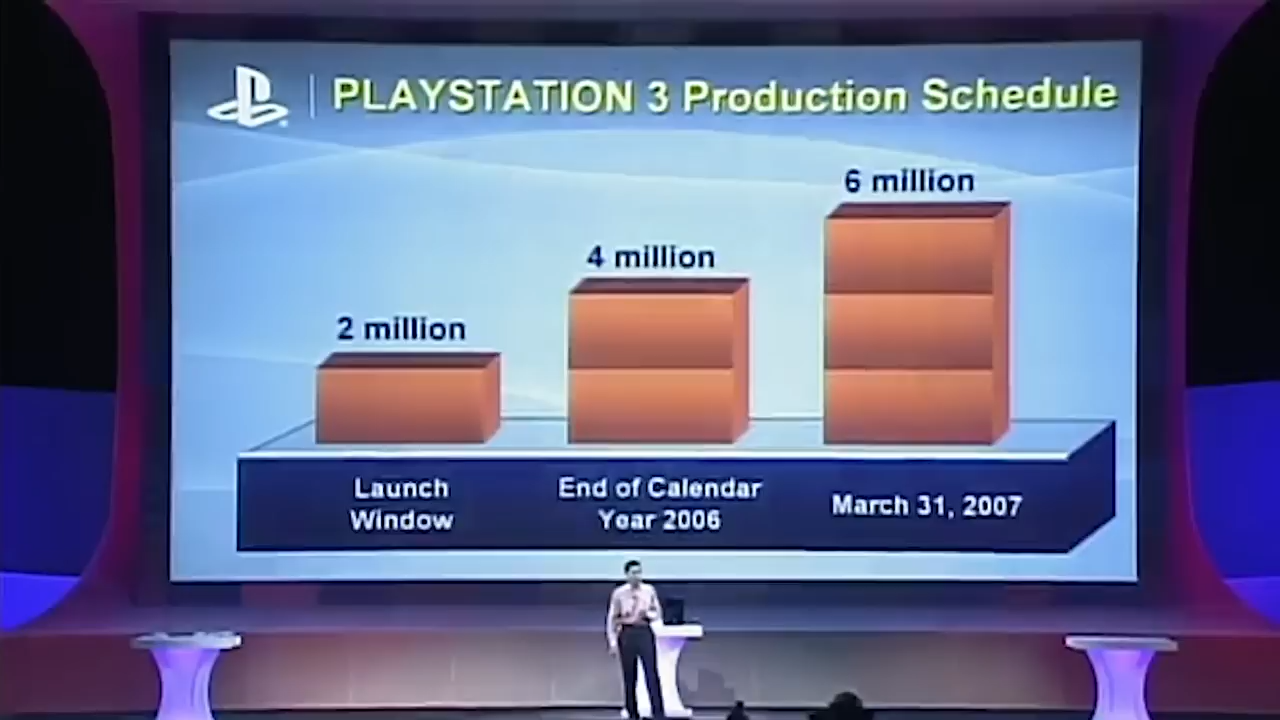 PLAYSTATION 3 Production Schedule
6 million
4 million
2 million
Launch
Window
End of Calendar
Year 2006
March 31, 2007